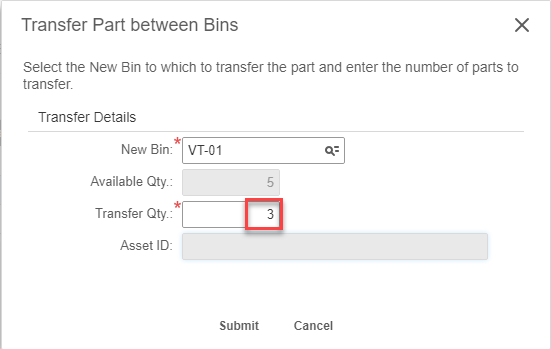 Transfer Part between Bins
Select the New Bin to which to transfer the part and enter the number of parts to
transfer.
Transfer Details
* New Bin: VT-01
Available Qty.: 5
* Transfer Qty.: 3
Asset ID:
Submit Cancel